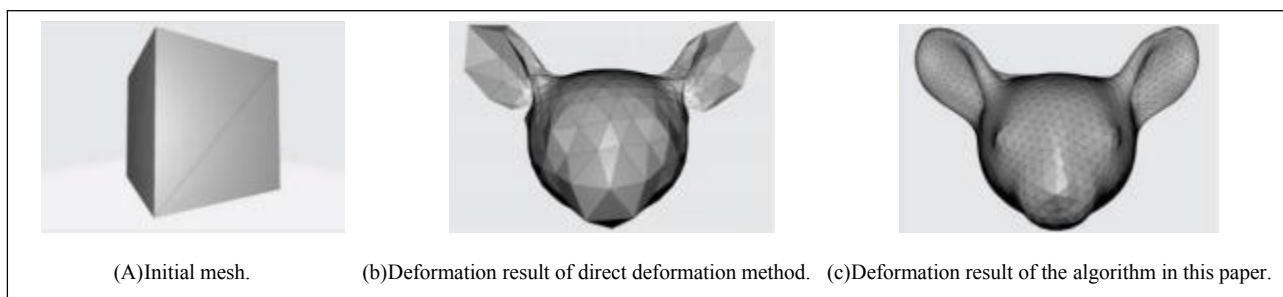 (A)Initial mesh. (b)Deformation result of direct deformation method. (c)Deformation result of the algorithm in this paper.